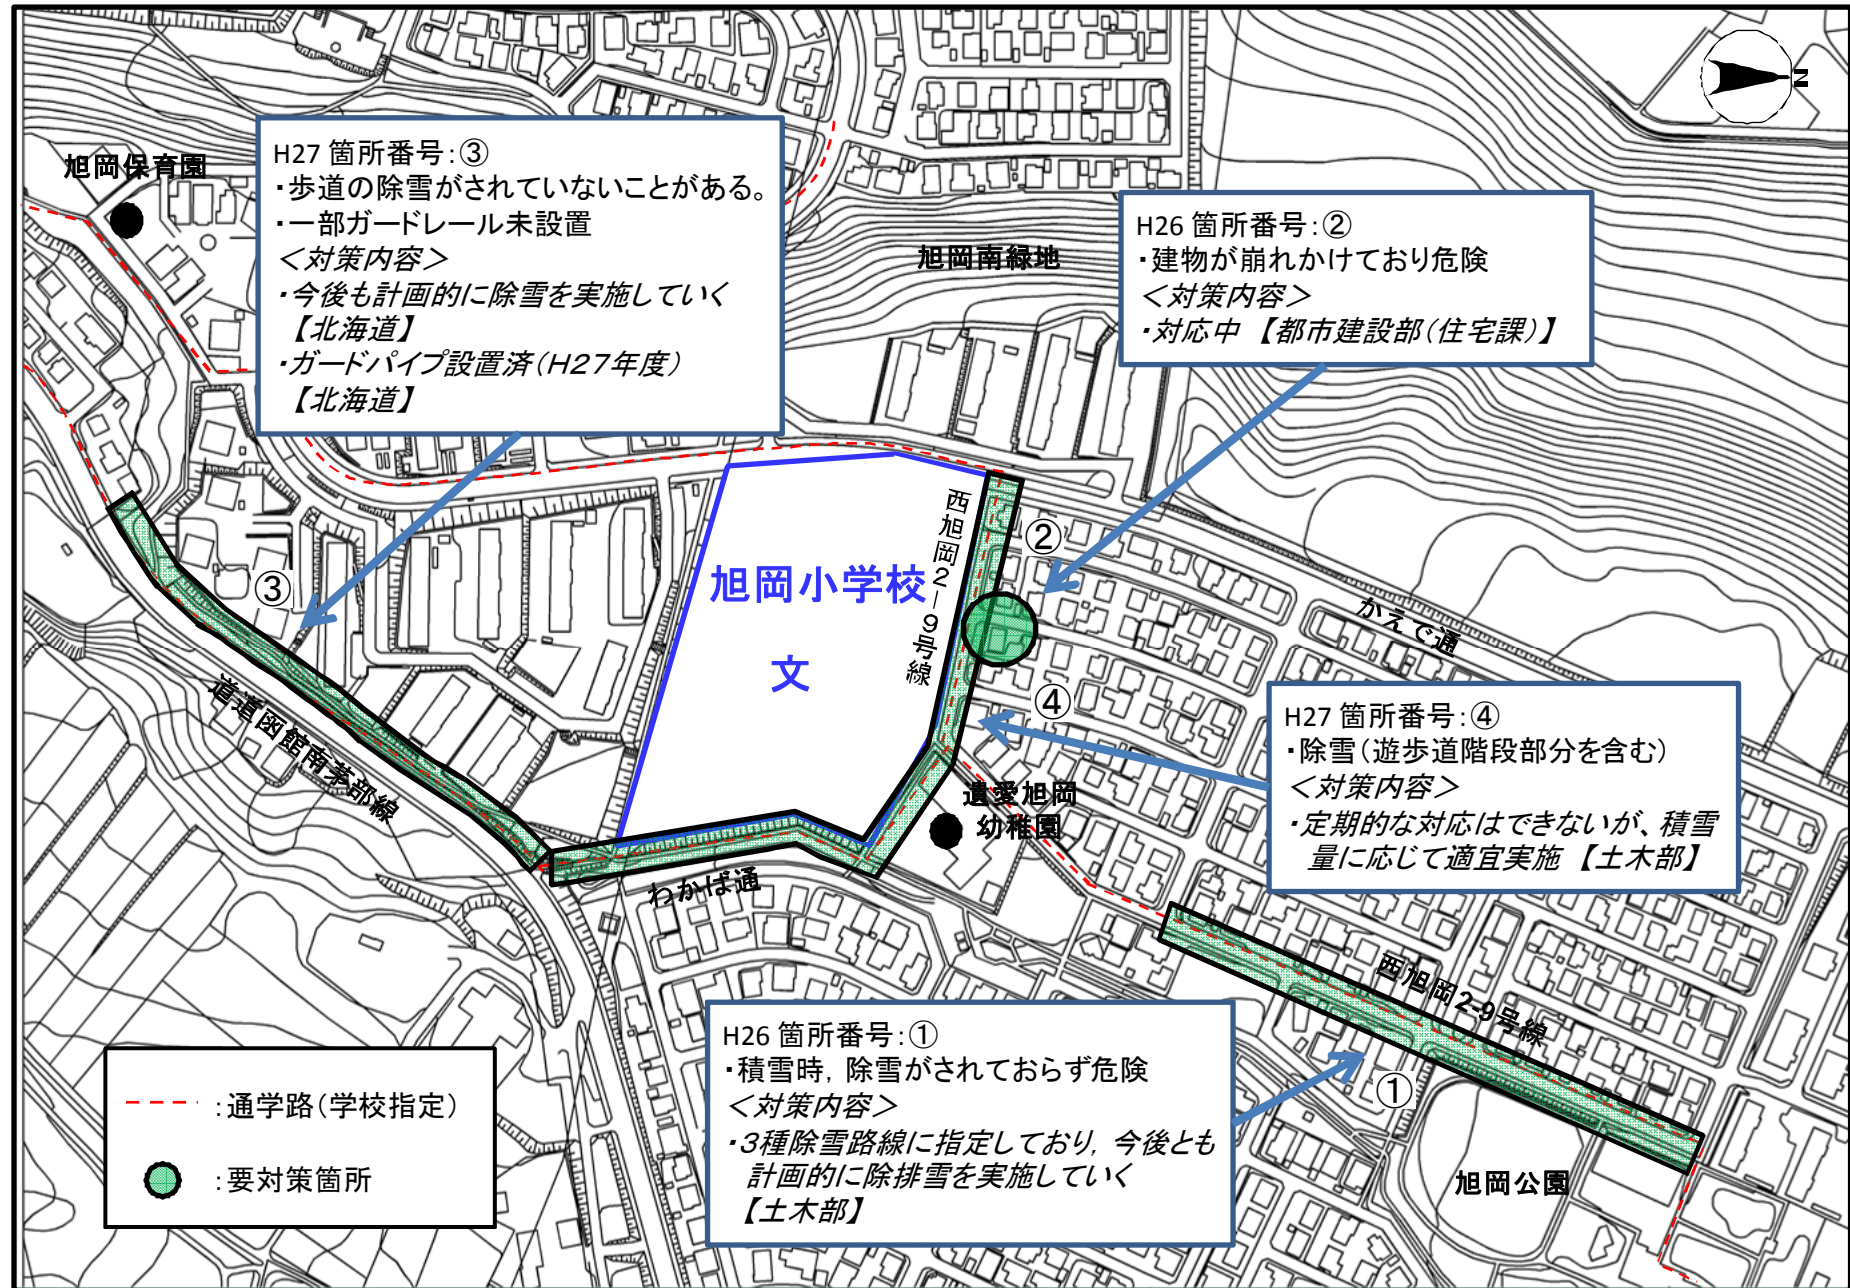 N
旭岡保育園
H27 箇所番号:③
・歩道の除雪がされていないことがある。
・一部ガードレール未設置
＜対策内容＞
・今後も計画的に除雪を実施していく
【北海道】
・ガードパイプ設置済(H27年度)
【北海道】
旭岡南緑地
H26 箇所番号:②
・建物が崩れかけており危険
＜対策内容＞
・対応中 【都市建設部(住宅課)】
西旭岡2−9号線
②
③
旭岡小学校
文
かえで通
④
道道函館南茅部線
H27 箇所番号:④
・除雪(遊歩道階段部分を含む)
＜対策内容＞
・定期的な対応はできないが、積雪
量に応じて適宜実施 【土木部】
遺愛旭岡
幼稚園
わかば通
西旭岡2-9号線
H26 箇所番号:①
・積雪時, 除雪がされておらず危険
＜対策内容＞
・3種除雪路線に指定しており, 今後とも
計画的に除排雪を実施していく
【土木部】
①
旭岡公園
:通学路(学校指定)
:要対策箇所